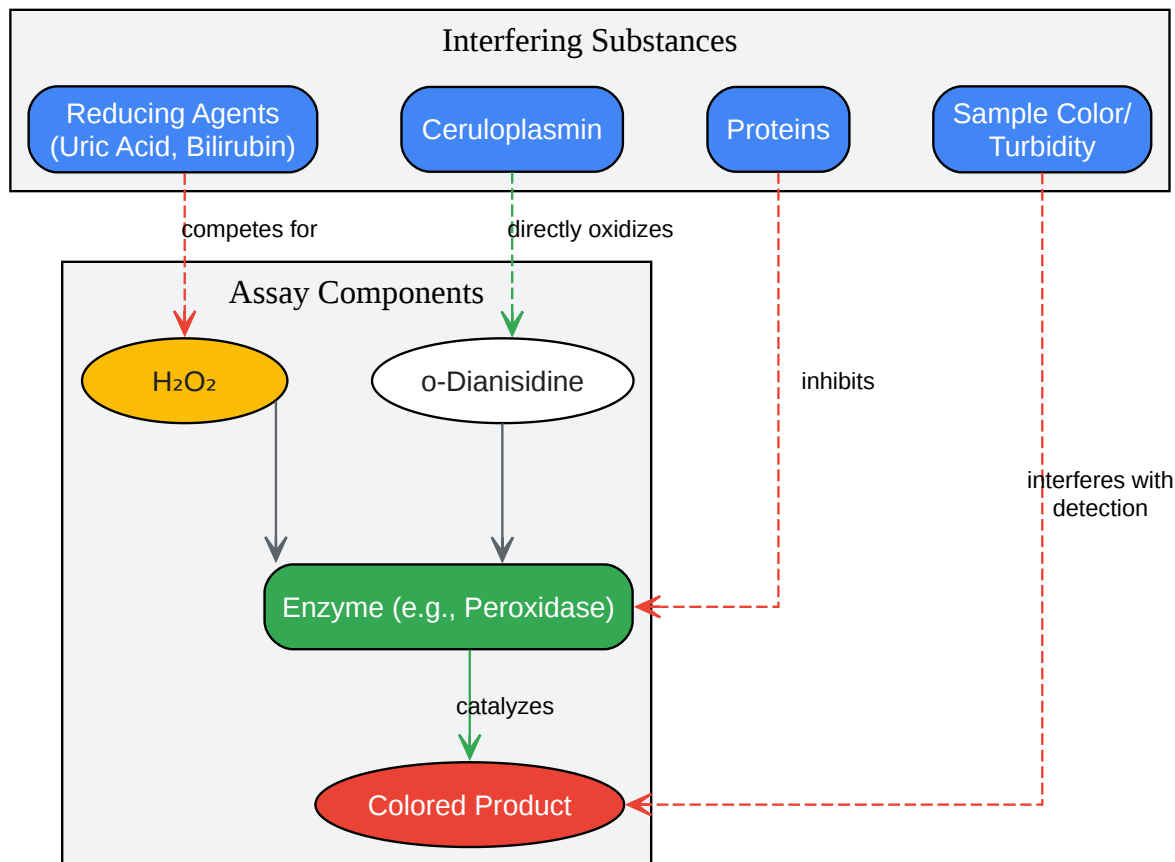 Interfering Substances
Reducing Agents
(Uric Acid, Bilirubin)
Ceruloplasmin
Proteins
Sample Color/
Turbidity
competes for
directly oxidizes
Assay Components
H₂O₂
o-Dianisidine
inhibits
interferes with
detection
Enzyme (e.g., Peroxidase)
catalyzes
Colored Product